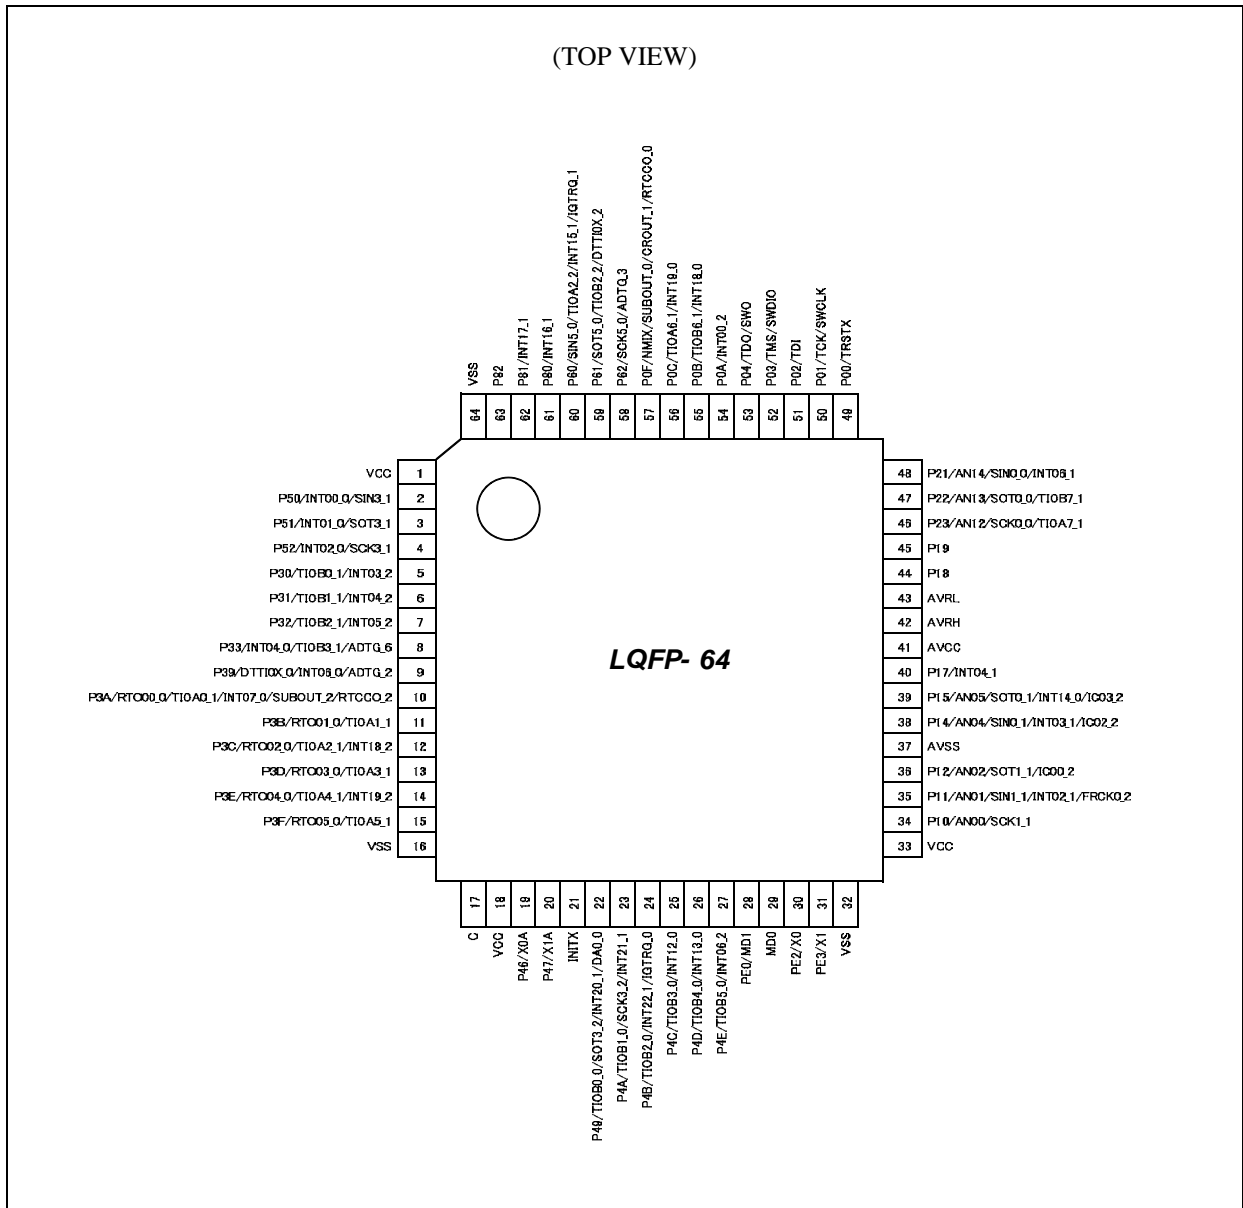 (TOP VIEW)
VSS
P82
P81/INT17_1
P80/INT16_1
P60/SIN5_0/TIOA2_2/INT15_1/IGTRG_1
P61/SOT5_0/TIOB2_2/DTTI0X_2
P62/SCK5_0/ADTG_3
P0F/NMIX/SUBOUT_0/CROUT_1/RTCCO_0
P0C/TIOA6_1/INT19_0
P0B/TIOB6_1/INT18_0
P0A/INT00_2
P04/TDO/SWO
P03/TMS/SWDIO
P02/TDI
P01/TCK/SWCLK
P00/TRSTX
64 63 62 61 60 59 58 57 56 55 54 53 52 51 50 49
VCC 1
P50/INT00_0/SIN3_1 2
P51/INT01_0/SOT3_1 3
P52/INT02_0/SCK3_1 4
P30/TIOB0_1/INT03_2 5
P31/TIOB1_1/INT04_2 6
P32/TIOB2_1/INT05_2 7
P33/INT04_0/TIOB3_1/ADTG_6 8
P39/DTTI0X_0/INT06_0/ADTG_2 9
P3A/RTO00_0/TIOA0_1/INT07_0/SUBOUT_2/RTCCO_2 10
P3B/RTO01_0/TIOA1_1 11
P3C/RTO02_0/TIOA2_1/INT18_2 12
P3D/RTO03_0/TIOA3_1 13
P3E/RTO04_0/TIOA4_1/INT19_2 14
P3F/RTO05_0/TIOA5_1 15
VSS 16
LQFP- 64
48 P21/AN14/SIN0_0/INT06_1
47 P22/AN13/SOT0_0/TIOB7_1
46 P23/AN12/SCK0_0/TIOA7_1
45 P19
44 P18
43 AVRL
42 AVRH
41 AVCC
40 P17/INT04_1
39 P15/AN05/SOT0_1/INT14_0/IC03_2
38 P14/AN04/SIN0_1/INT03_1/IC02_2
37 AVSS
36 P12/AN02/SOT1_1/IC00_2
35 P11/AN01/SIN1_1/INT02_1/FRCK0_2
34 P10/AN00/SCK1_1
33 VCC
17 18 19 20 21 22 23 24 25 26 27 28 29 30 31 32
C
VCC
P46/X0A
P47/X1A
INITX
P49/TIOB0_0/SOT3_2/INT20_1/DA0_0
P4A/TIOB1_0/SCK3_2/INT21_1
P4B/TIOB2_0/INT22_1/IGTRG_0
P4C/TIOB3_0/INT12_0
P4D/TIOB4_0/INT13_0
P4E/TIOB5_0/INT06_2
PE0/MD1
MD0
PE2/X0
PE3/X1
VSS